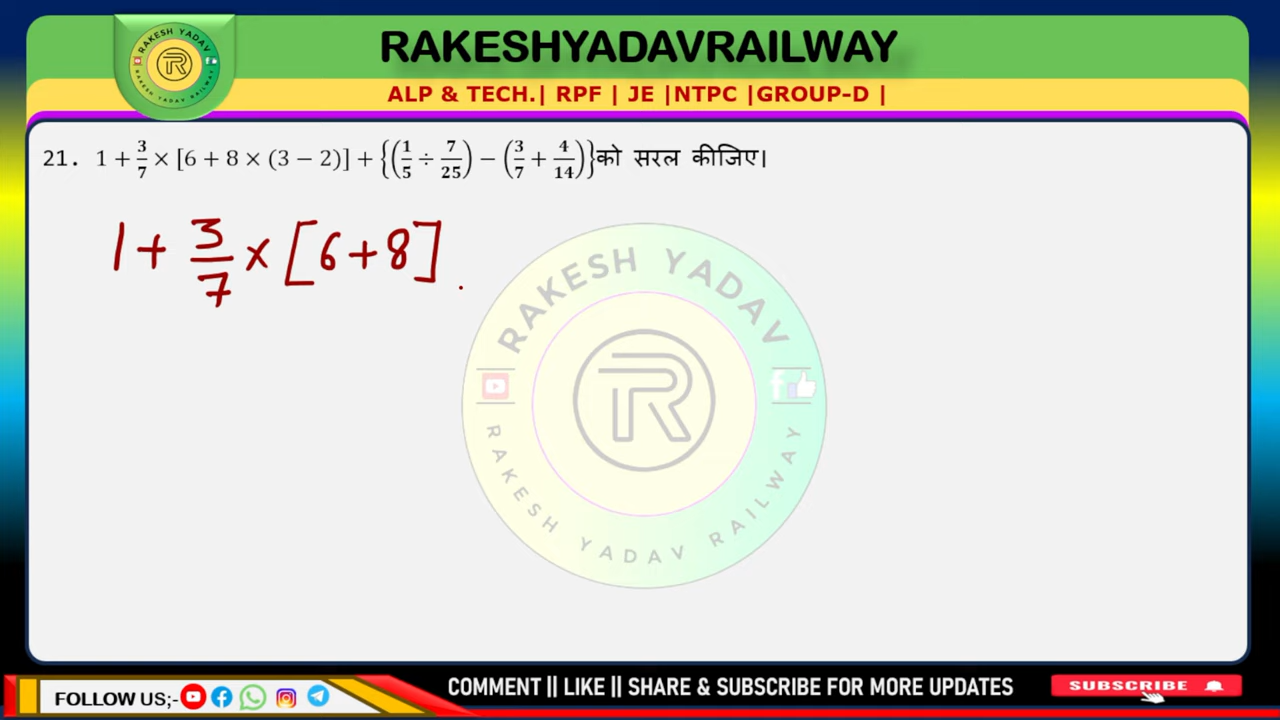 RAKESH YADAV
R
RAKESH YADAV RAILWAY
RAKESHYADAVRAILWAY
ALP & TECH.| RPF | JE |NTPC |GROUP-D |
21. 1 + 3/7 × [6 + 8 × (3 − 2)] + {(1/5 ÷ 7/25) − (3/7 + 4/14)}को सरल कीजिए।
1 + 3/7 × [6 + 8]
RAKESH YADAV
R
RAKESH YADAV RAILWAY
FOLLOW US;-
COMMENT || LIKE || SHARE & SUBSCRIBE FOR MORE UPDATES
SUBSCRIBE